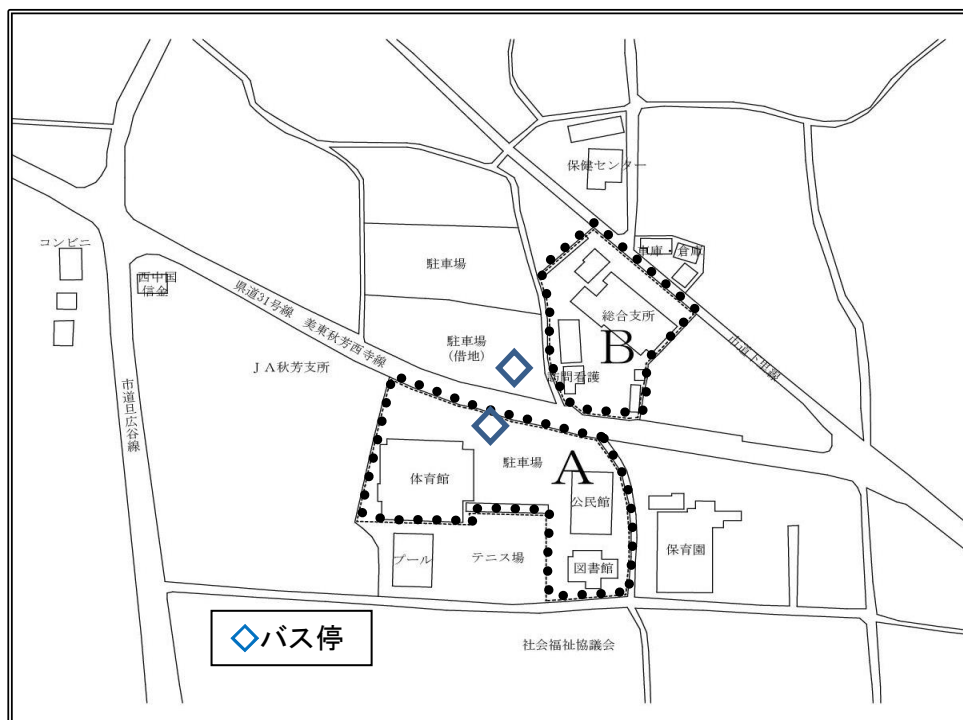 保健センター
車庫・倉庫
コンビニ
西中国
信金
駐車場
県道31号線 美東秋芳西寺線
総合支所
B
駐車場
(借地)
市道下里線
JA秋芳支所
訪問看護
市道旦広谷線
体育館
駐車場
A
公民館
プール
テニス場
図書館
保育園
バス停
社会福祉協議会